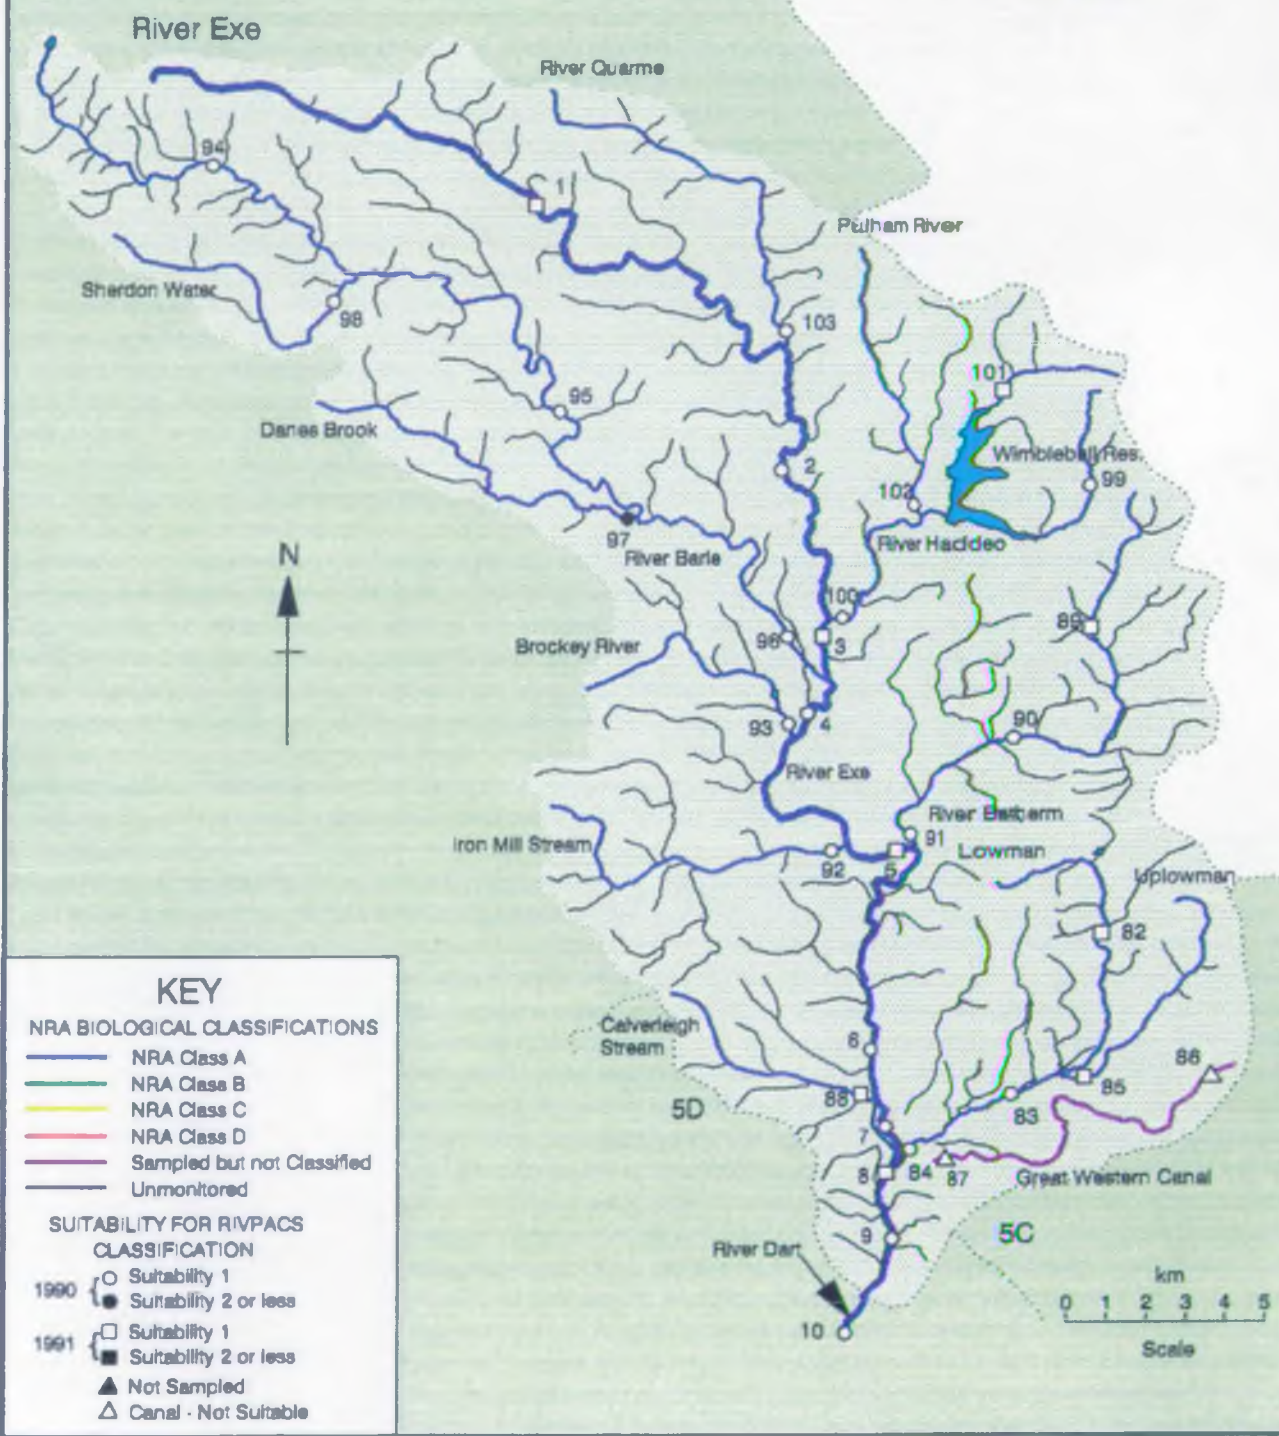 River Exe
River Quarme
94
1
Pulham River
Sherdon Water
98
103
101
95
Danes Brook
Wimbleball Res.
2
99
102
97
River Haddeo
N
River Barle
100
89
Brockey River
96
3
93
4
90
River Exe
River Batherm
91
Iron Mill Stream
Lowman
92
5
Uplowman
82
KEY
NRA BIOLOGICAL CLASSIFICATIONS
NRA Class A
NRA Class B
NRA Class C
NRA Class D
Sampled but not Classified
Unmonitored
SUITABILITY FOR RIVPACS
CLASSIFICATION
1990
Suitability 1
Suitability 2 or less
1991
Suitability 1
Suitability 2 or less
Not Sampled
Canal - Not Suitable
Calverleigh
Stream
6
86
85
88
83
5D
7
84
8
87
Great Western Canal
9
5C
River Dart
km
0 1 2 3 4 5
Scale
10